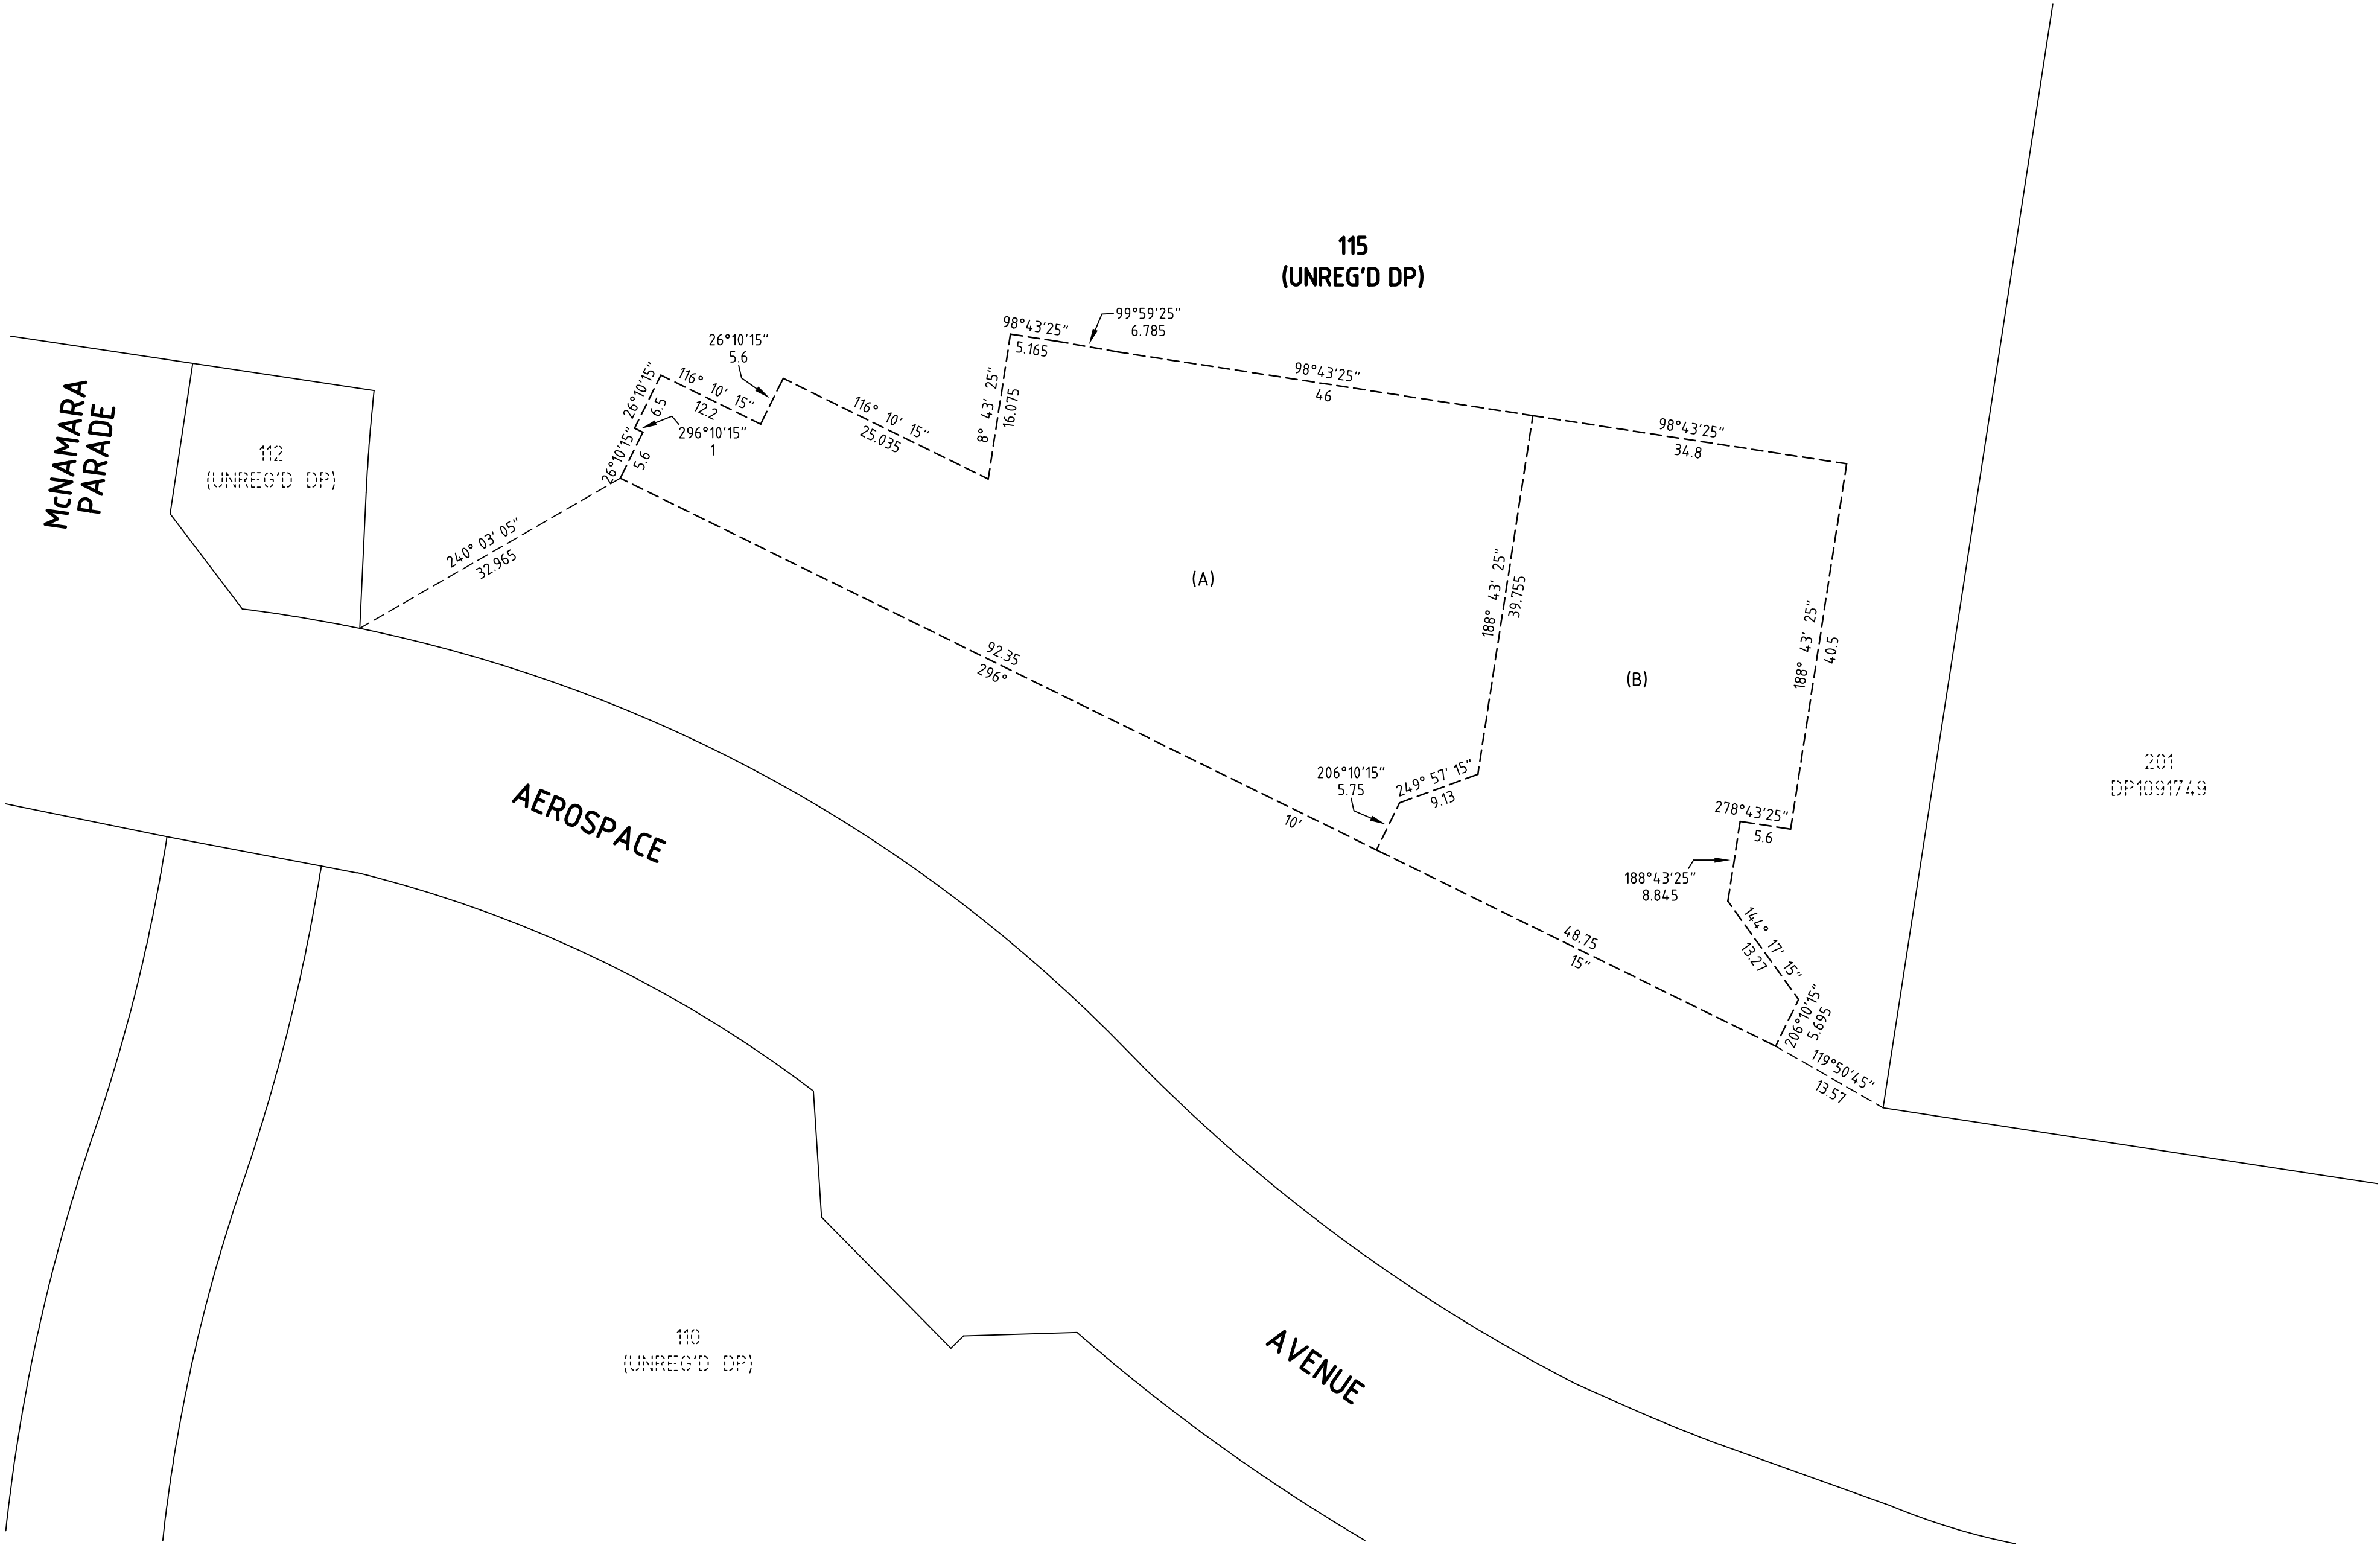 115
(UNREG'D DP)
98°43'25"
5.165
99°59'25"
6.785
26°10'15"
5.6
98°43'25"
46
26°10'15"
6.5
116° 10' 15"
12.2
116° 10' 15"
25.035
8° 43' 25"
16.075
98°43'25"
34.8
McNAMARA
PARADE
112
(UNREG'D DP)
296°10'15"
1
26°10'15"
5.6
240° 03' 05"
32.965
(A)
188° 43' 25"
39.755
188° 43' 25"
40.5
92.35
296°
(B)
201
DP1091749
AEROSPACE
206°10'15"
5.75
249° 57' 15"
9.13
10'
278°43'25"
5.6
188°43'25"
8.845
144° 17' 15"
13.27
48.75
15"
206°10'15"
5.695
119°50'45"
13.57
110
(UNREG'D DP)
AVENUE